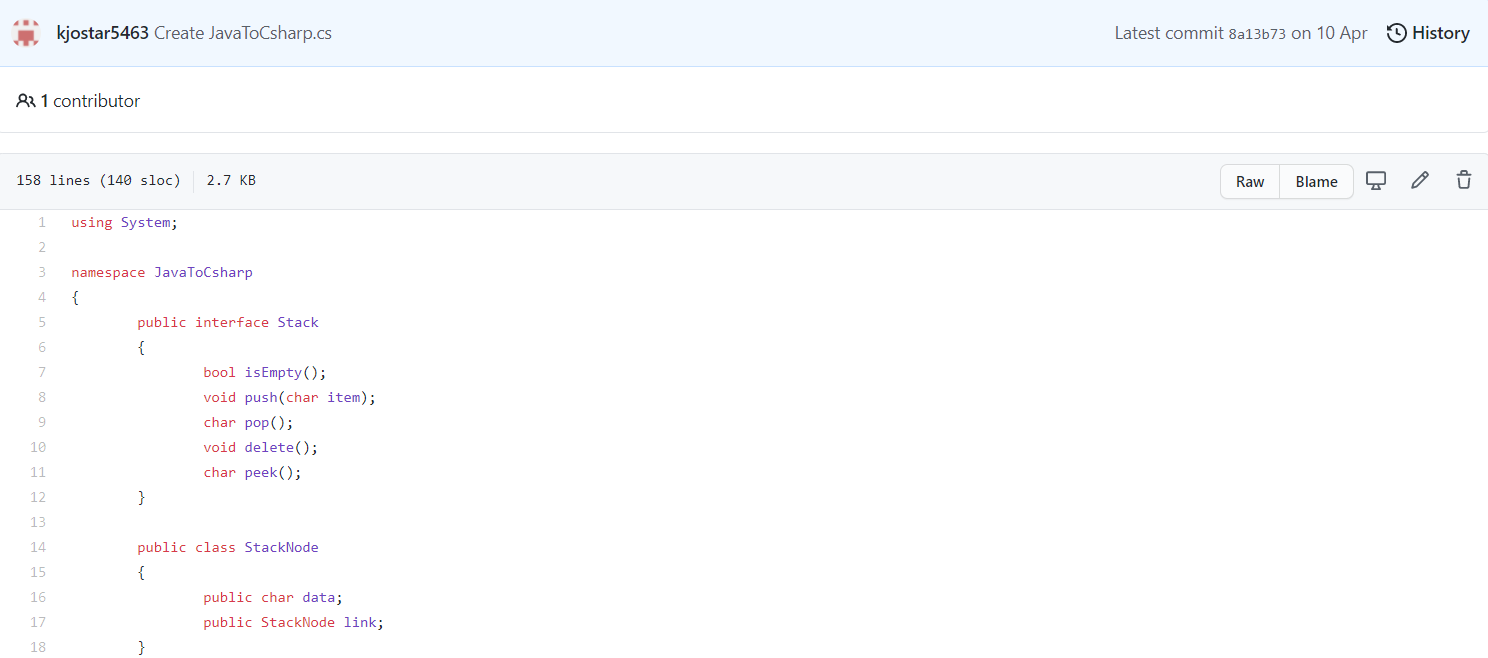 kjostar5463 Create JavaToCsharp.cs Latest commit 8a13b73 on 10 Apr History
1 contributor
158 lines (140 sloc) 2.7 KB Raw Blame
1 using System;
2
3 namespace JavaToCsharp
4 {
5 public interface Stack
6 {
7 bool isEmpty();
8 void push(char item);
9 char pop();
10 void delete();
11 char peek();
12 }
13
14 public class StackNode
15 {
16 public char data;
17 public StackNode link;
18 }